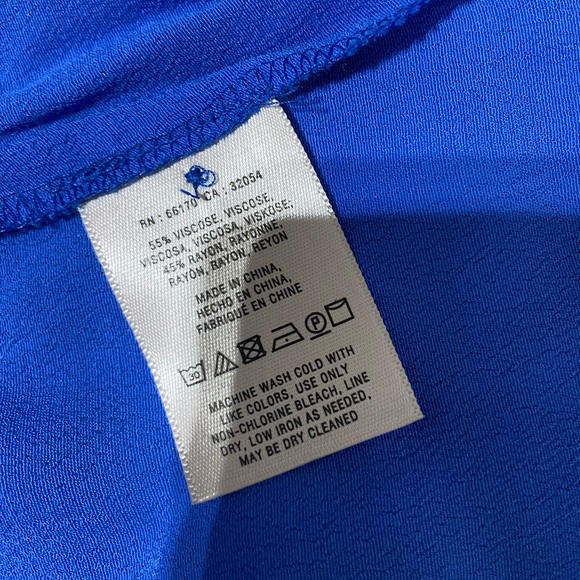 RN : 66170 CA : 32054
55% VISCOSE, VISCOSE,
VISCOSA, VISCOSA, VISKOSE,
45% RAYON, RAYONNE,
RAYÓN, RAYON, REYON
MADE IN CHINA,
HECHO EN CHINA,
FABRIQUÉ EN CHINE
30 P
MACHINE WASH COLD WITH
LIKE COLORS, USE ONLY
NON-CHLORINE BLEACH, LINE
DRY, LOW IRON AS NEEDED,
MAY BE DRY CLEANED